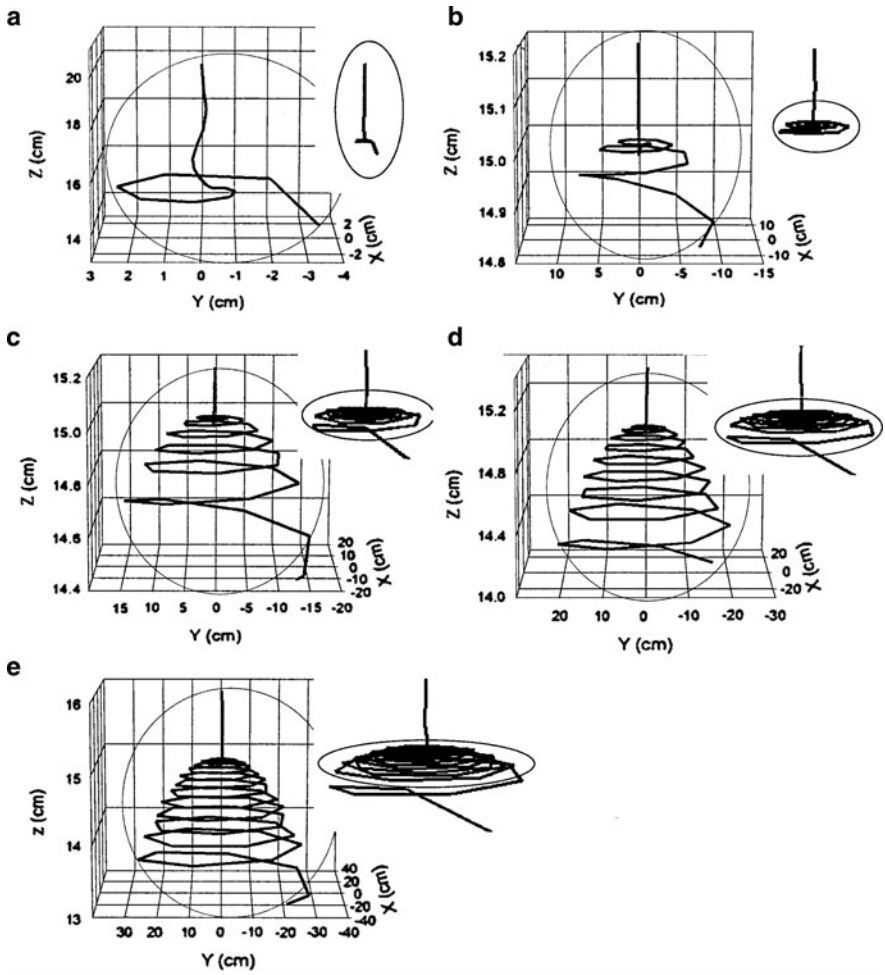 a
20
18
16
14
Z (cm)
3 2 1 0 -1 -2 -3 -4
Y (cm)
2
0
-2
X (cm)
b
15.2
15.1
15.0
14.9
14.8
Z (cm)
10 5 0 -5 -10 -15
Y (cm)
10
-10
X (cm)
c
15.2
15.0
14.8
14.6
14.4
Z (cm)
15 10 5 0 -5 -10 -15 -20
Y (cm)
20
10
0
-10
-20
X (cm)
d
15.2
14.8
14.4
14.0
Z (cm)
20 10 0 -10 -20 -30
Y (cm)
20
0
-20
X (cm)
e
16
15
14
13
z (cm)
30 20 10 0 -10 -20 -30 -40
Y (cm)
40
20
0
-20
-40
X (cm)